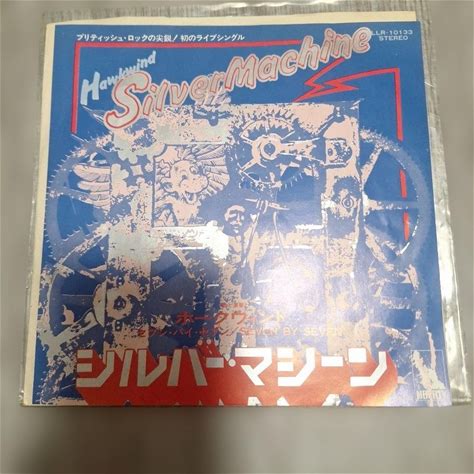 ブリティッシュ・ロックの尖鋭! 初のライブシングル
LLR-10133
STEREO
Hawkwind
Silver Machine
ホークウィンド
SEVEN BY SEVEN
シルバー・マシーン